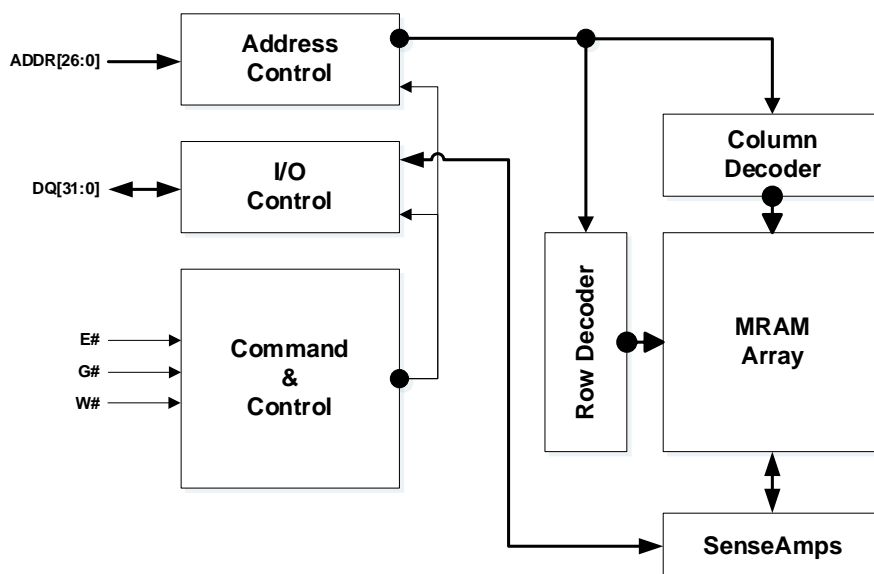 ADDR[26:0]
Address
Control
DQ[31:0]
I/O
Control
Column
Decoder
E#
G#
W#
Command
&
Control
Row Decoder
MRAM
Array
SenseAmps